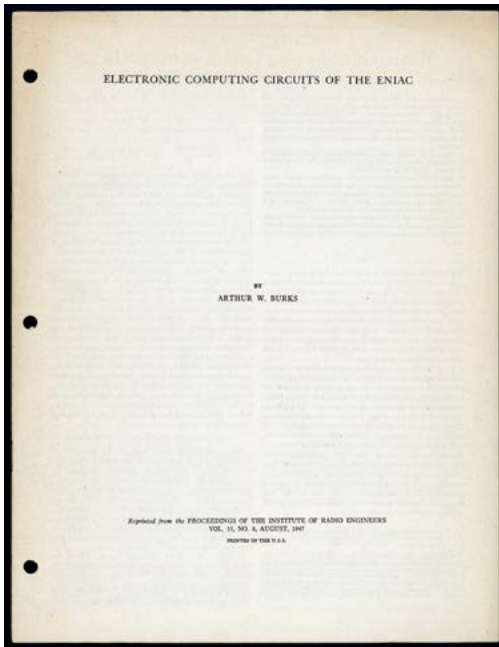 ELECTRONIC COMPUTING CIRCUITS OF THE ENIAC
BY
ARTHUR W. BURKS
Reprinted from the PROCEEDINGS OF THE INSTITUTE OF RADIO ENGINEERS
VOL. 35, NO. 8, AUGUST, 1947
PRINTED IN THE U.S.A.